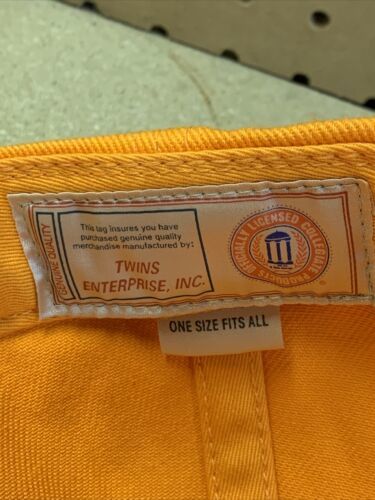 GENUINE QUALITY
This tag insures you have
purchased genuine quality
merchandise manufactured by:
TWINS
ENTERPRISE, INC.
OFFICIALLY LICENSED COLLEGIATE
PRODUCTS
ONE SIZE FITS ALL